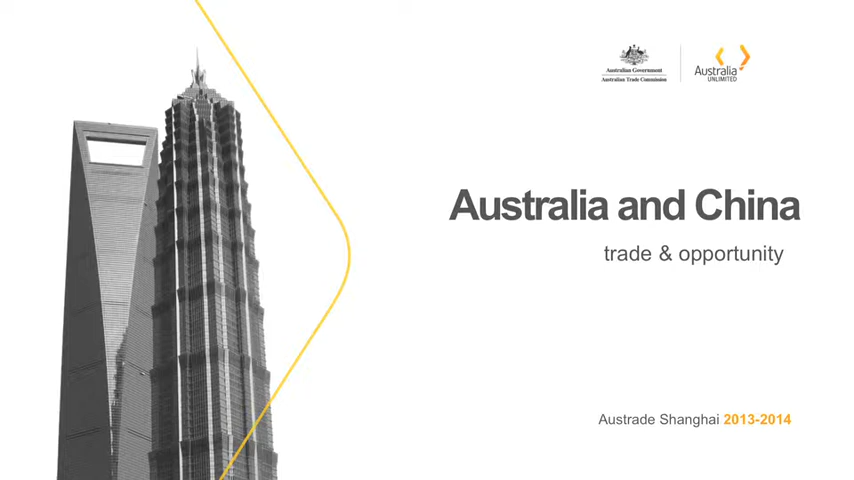 Australian Government
Australian Trade Commission
Australia
UNLIMITED
Australia and China
trade & opportunity
Austrade Shanghai 2013-2014